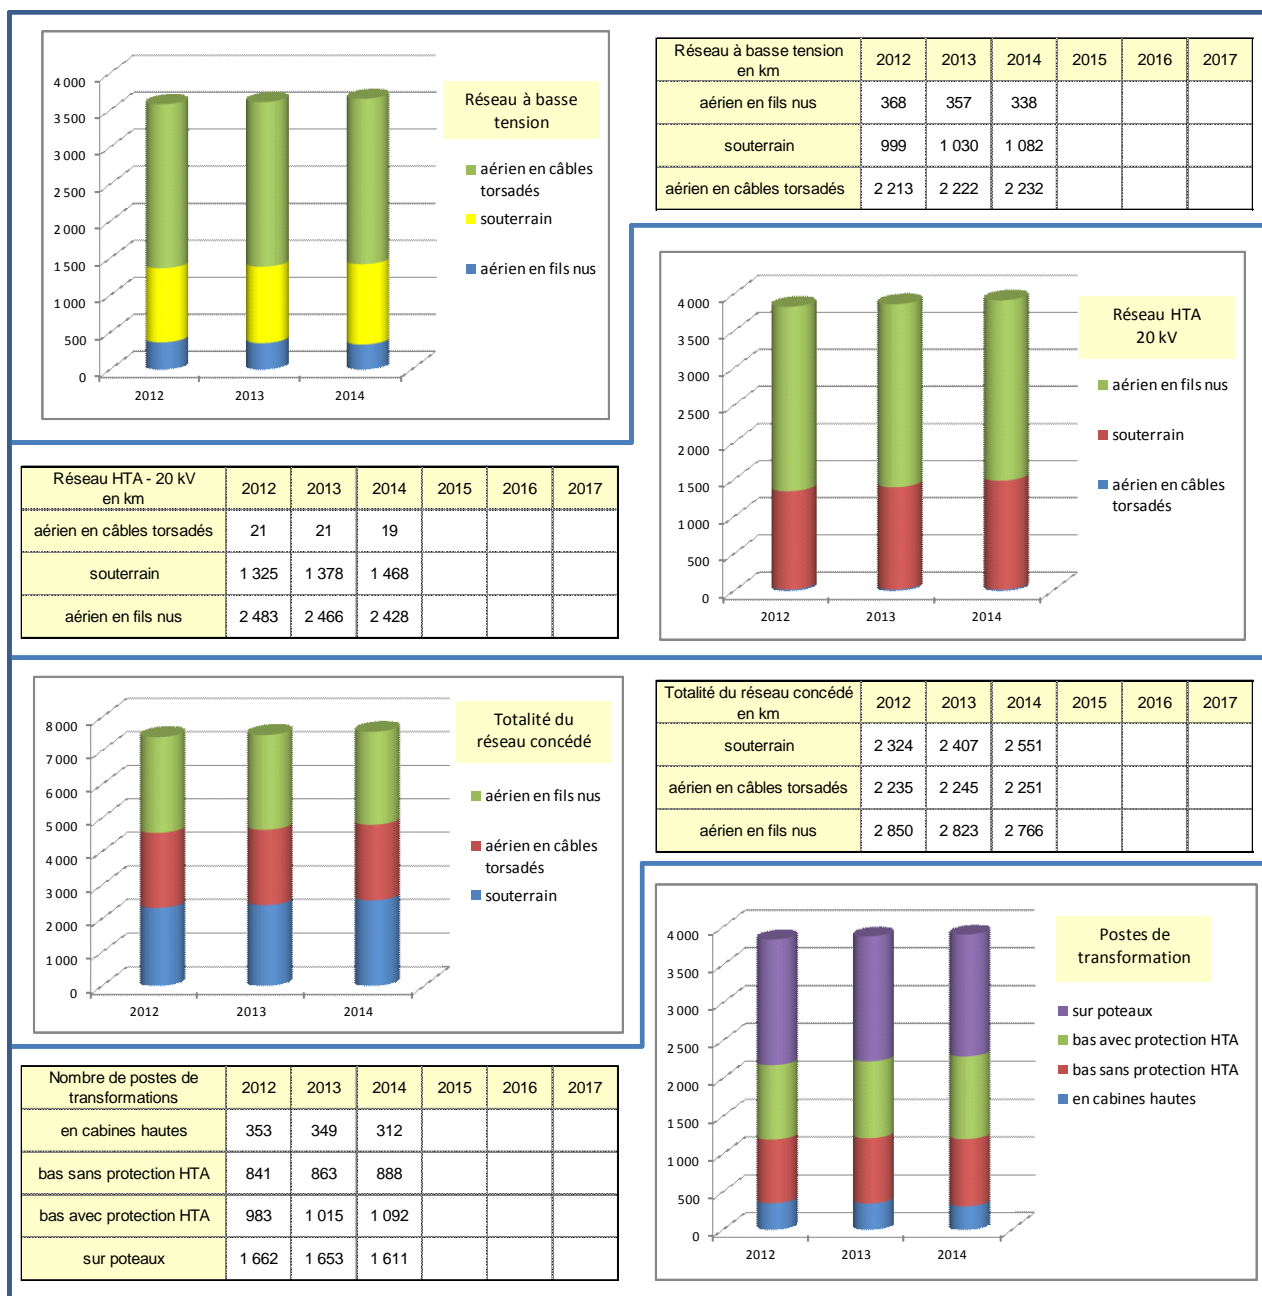 4 000
3 500
3 000
2 500
2 000
1 500
1 000
500
0
2012 2013 2014
Réseau à basse
tension
aérien en câbles
torsadés
souterrain
aérien en fils nus
Réseau à basse tension
en km 2012 2013 2014 2015 2016 2017
aérien en fils nus 368 357 338
souterrain 999 1 030 1 082
aérien en câbles torsadés 2 213 2 222 2 232
4 000
3 500
3 000
2 500
2 000
1 500
1 000
500
0
2012 2013 2014
Réseau HTA
20 kV
aérien en fils nus
souterrain
aérien en câbles
torsadés
Réseau HTA - 20 kV
en km 2012 2013 2014 2015 2016 2017
aérien en câbles torsadés 21 21 19
souterrain 1 325 1 378 1 468
aérien en fils nus 2 483 2 466 2 428
8 000
7 000
6 000
5 000
4 000
3 000
2 000
1 000
0
2012 2013 2014
Totalité du
réseau concédé
aérien en fils nus
aérien en câbles
torsadés
souterrain
Totalité du réseau concédé
en km 2012 2013 2014 2015 2016 2017
souterrain 2 324 2 407 2 551
aérien en câbles torsadés 2 235 2 245 2 251
aérien en fils nus 2 850 2 823 2 766
4 000
3 500
3 000
2 500
2 000
1 500
1 000
500
0
2012 2013 2014
Postes de
transformation
sur poteaux
bas avec protection HTA
bas sans protection HTA
en cabines hautes
Nombre de postes de
transformations 2012 2013 2014 2015 2016 2017
en cabines hautes 353 349 312
bas sans protection HTA 841 863 888
bas avec protection HTA 983 1 015 1 092
sur poteaux 1 662 1 653 1 611